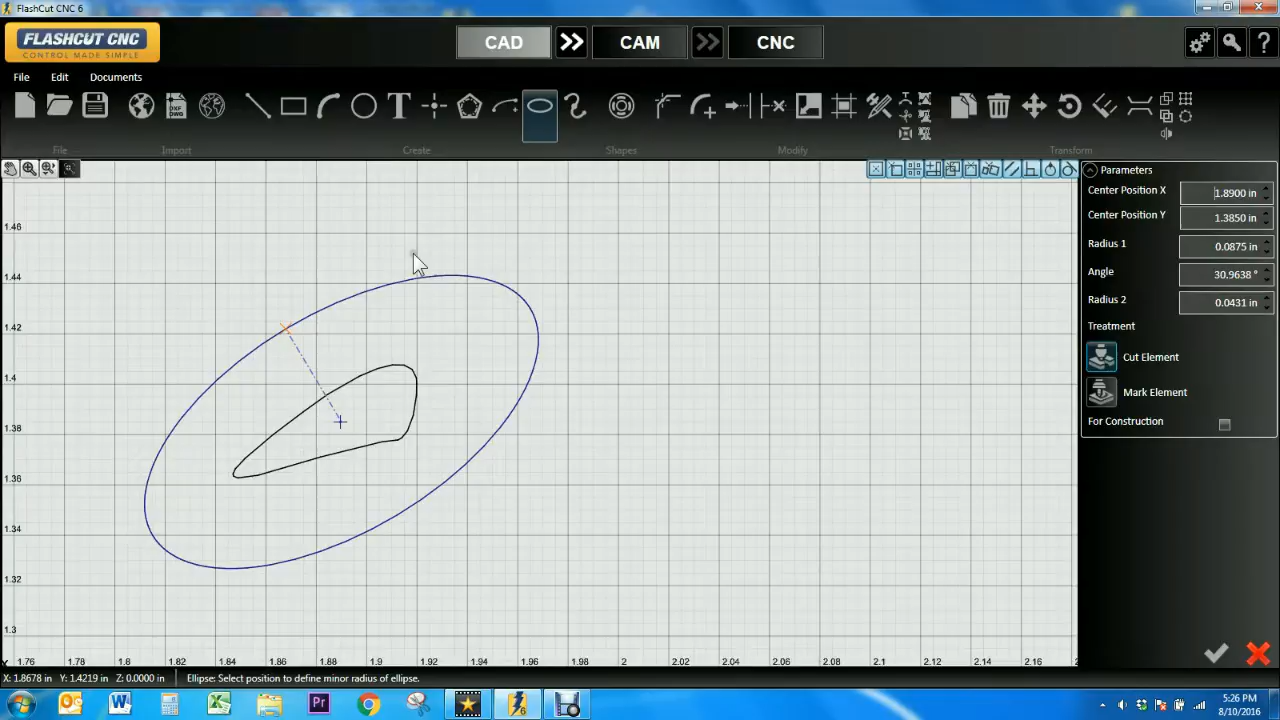 FlashCut CNC 6
FLASHCUT CNC
CONTROL MADE SIMPLE
CAD
CAM
CNC
File Edit Documents
File Import Create Shapes Modify Transform
Parameters
Center Position X 1.8900 in
Center Position Y 1.3850 in
Radius 1 0.0875 in
Angle 30.9638 °
Radius 2 0.0431 in
Treatment
Cut Element
Mark Element
For Construction
1.46
1.44
1.42
1.4
1.38
1.36
1.34
1.32
1.3
1.76 1.78 1.8 1.82 1.84 1.86 1.88 1.9 1.92 1.94 1.96 1.98 2 2.02 2.04 2.06 2.08 2.1 2.12 2.14 2.16
X: 1.8678 in Y: 1.4219 in Z: 0.0000 in Ellipse: Select position to define minor radius of ellipse.
5:26 PM
8/10/2016